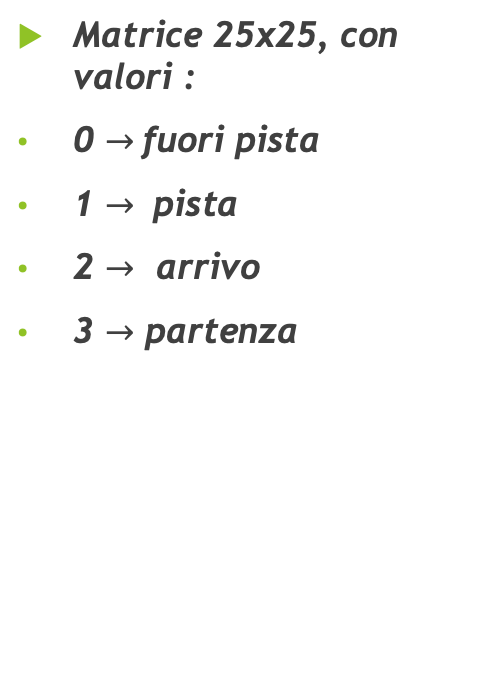 Matrice 25x25, con
valori :
0 → fuori pista
1 → pista
2 → arrivo
3 → partenza